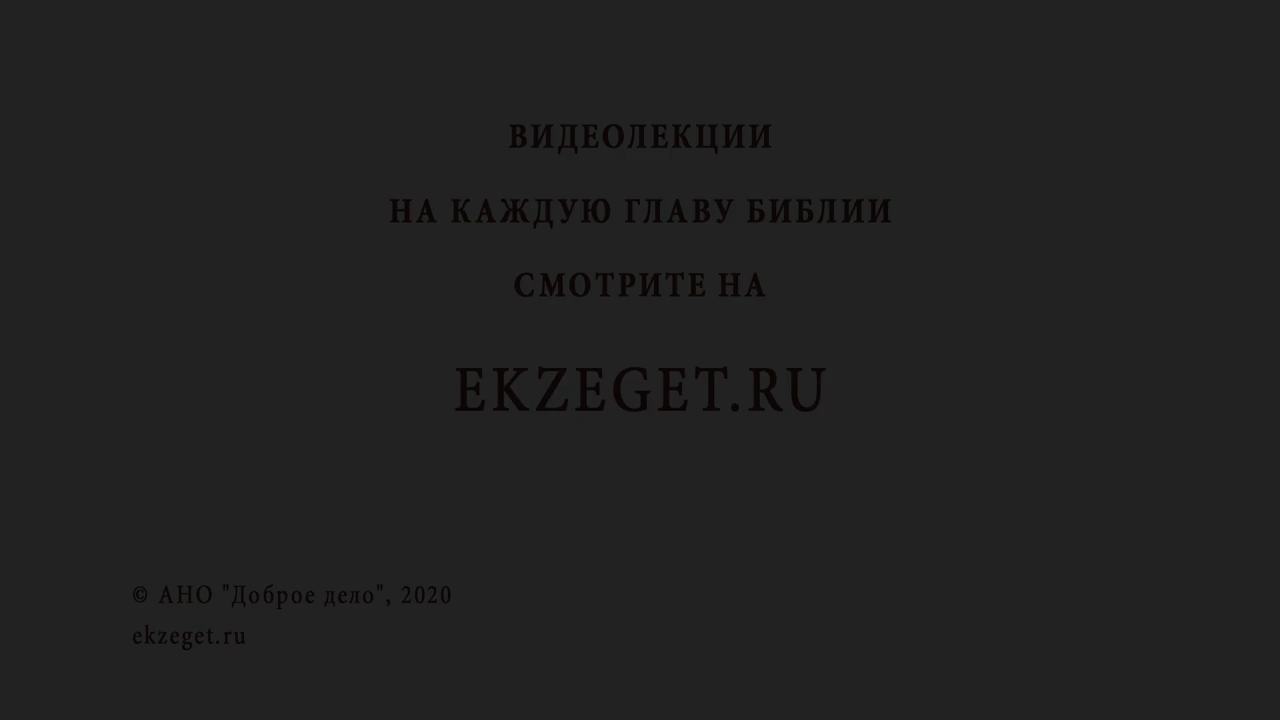 ВИДЕОЛЕКЦИИ
НА КАЖДУЮ ГЛАВУ БИБЛИИ
СМОТРИТЕ НА
EKZEGET.RU
© АНО "Доброе дело", 2020
ekzeget.ru